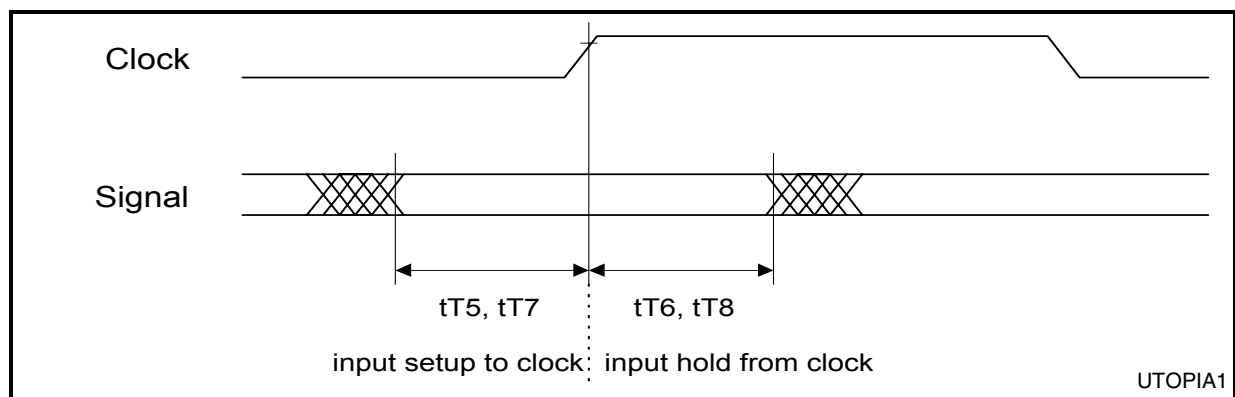 Clock
Signal
tT5, tT7
tT6, tT8
input setup to clock
input hold from clock
UTOPIA1